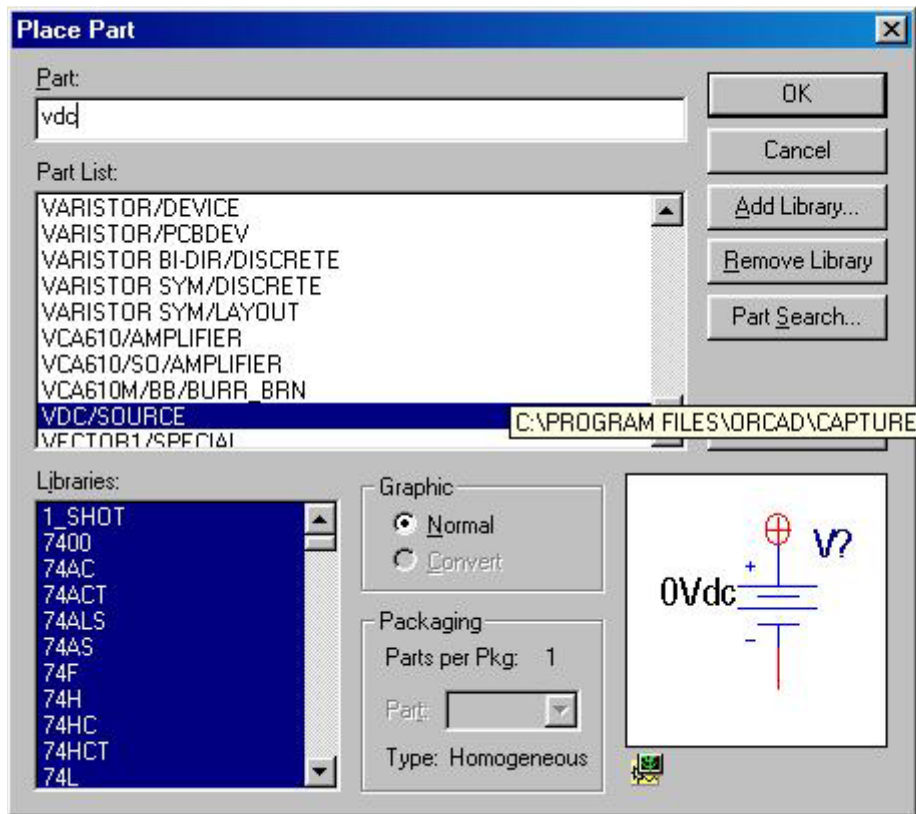 Place Part
Part:
vdc
OK
Cancel
Part List:
VARISTOR/DEVICE
VARISTOR/PCBDEV
VARISTOR BI-DIR/DISCRETE
VARISTOR SYM/DISCRETE
VARISTOR SYM/LAYOUT
VCA610/AMPLIFIER
VCA610/SO/AMPLIFIER
VCA610M/BB/BURR_BRN
VDC/SOURCE
VECTOR1/SPECIAL
Add Library...
Remove Library
Part Search...
C:\PROGRAM FILES\ORCAD\CAPTURE
Libraries:
1_SHOT
7400
74AC
74ACT
74ALS
74AS
74F
74H
74HC
74HCT
74L
Graphic
Normal
Convert
Packaging
Parts per Pkg: 1
Part:
Type: Homogeneous
V?
+
0Vdc
-